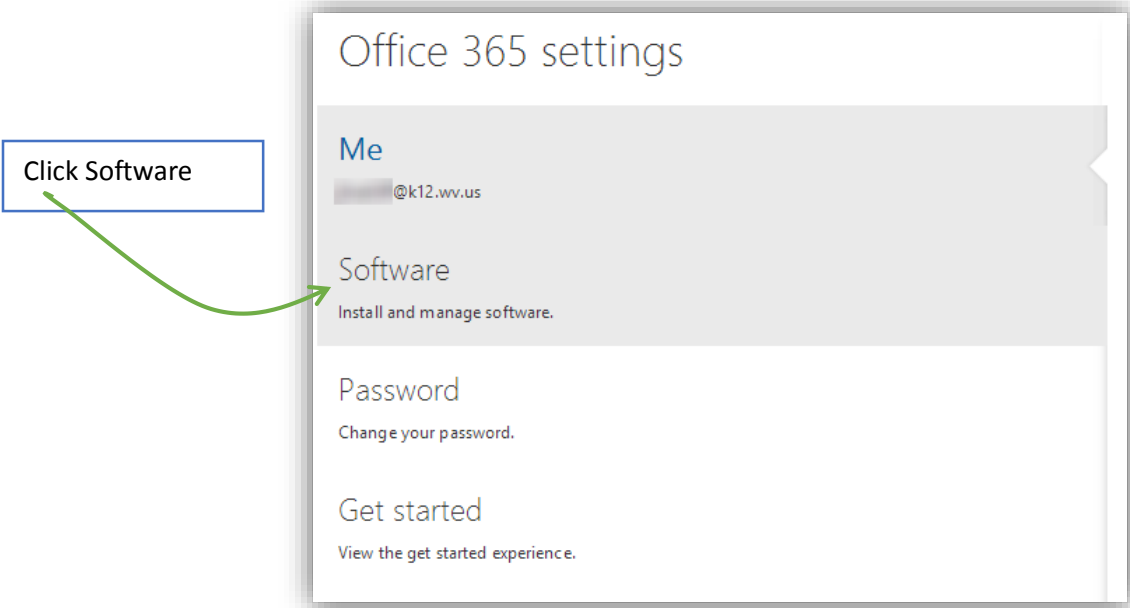 Office 365 settings
Click Software
Me
@k12.wv.us
Software
Install and manage software.
Password
Change your password.
Get started
View the get started experience.